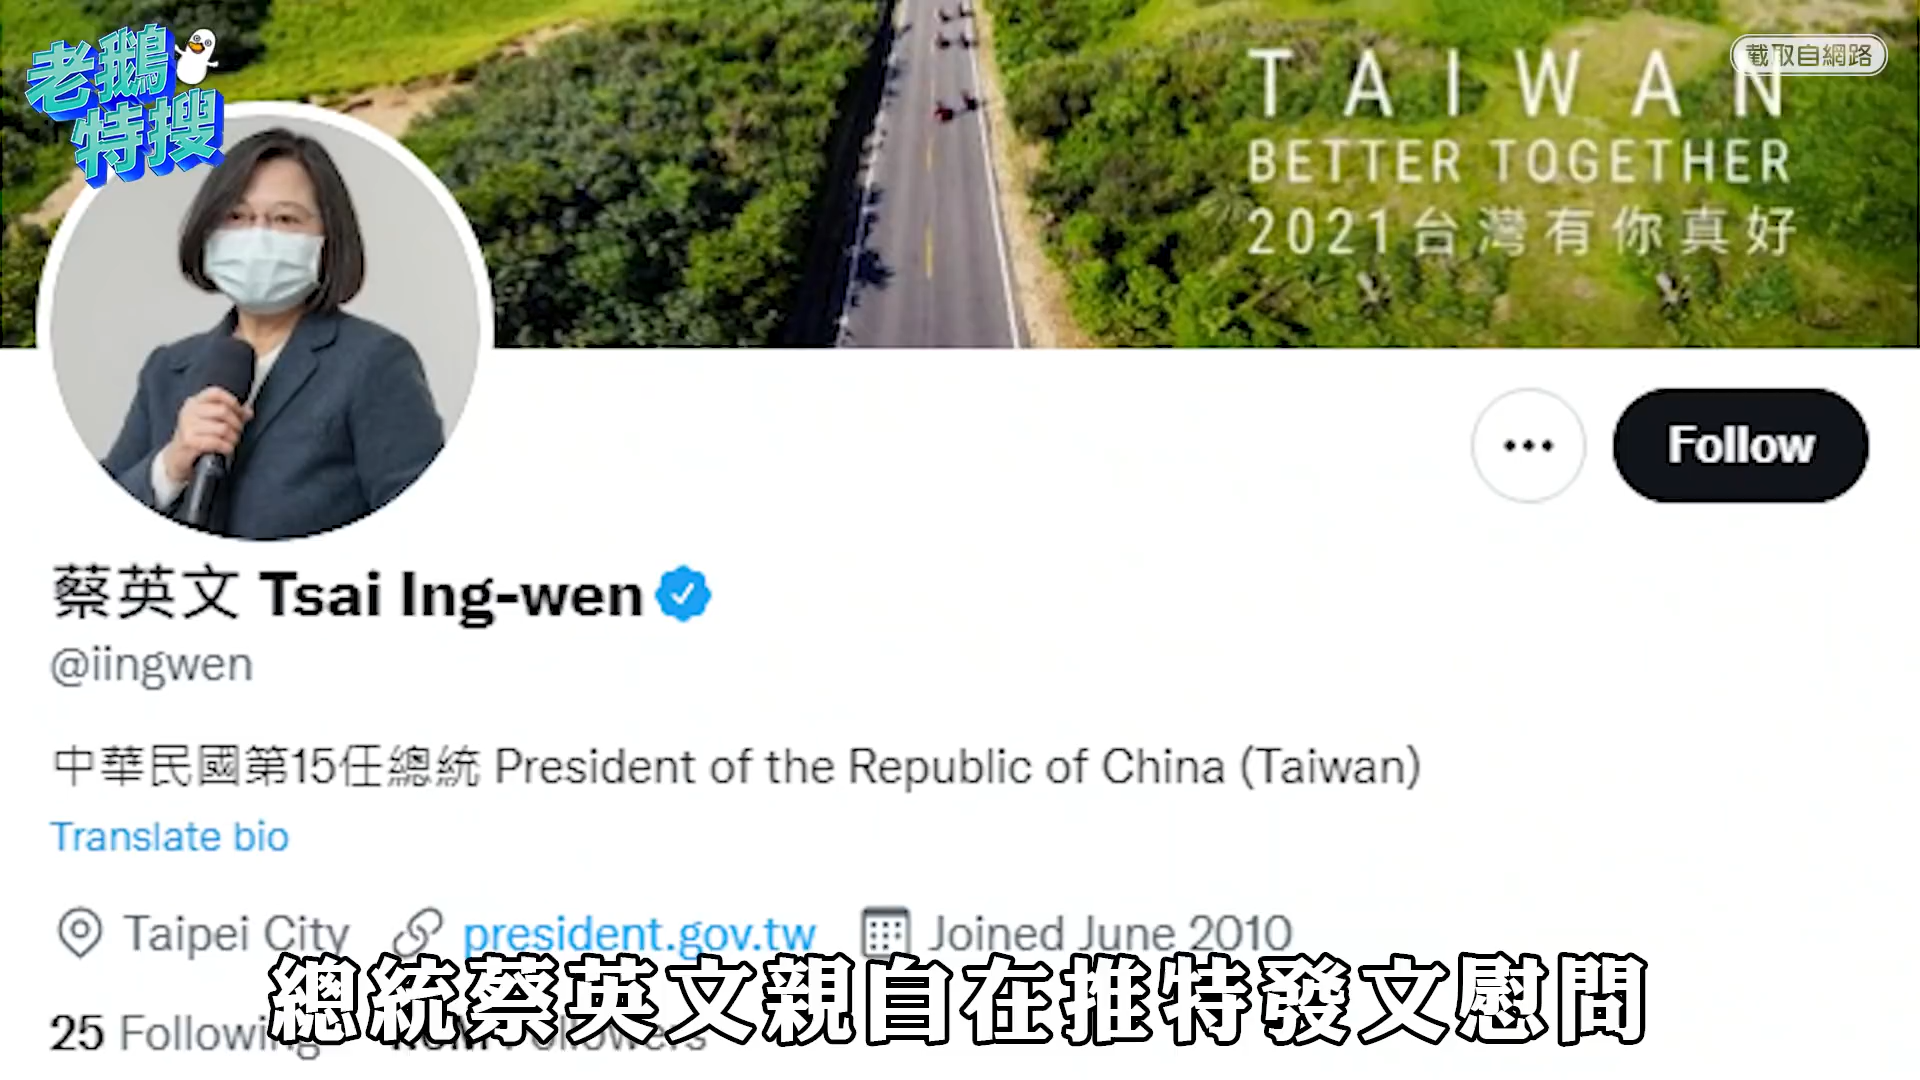 老鵝
特搜
截取自網路
TAIWAN
BETTER TOGETHER
2021台灣有你真好
Follow
蔡英文 Tsai Ing-wen
@iingwen
中華民國第15任總統 President of the Republic of China (Taiwan)
Translate bio
Taipei City president.gov.tw Joined June 2010
25 Following Followers
總統蔡英文親自在推特發文慰問